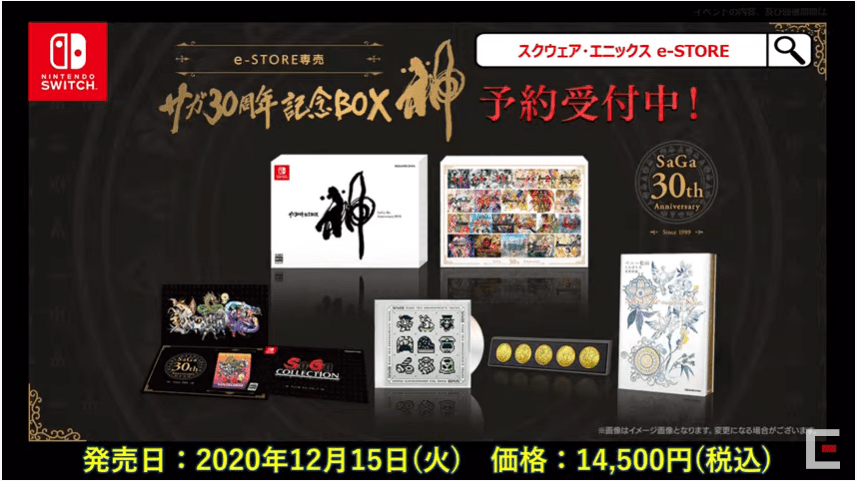 NINTENDO
SWITCH.
e-STORE専売
スクウェア・エニックス e-STORE
サガ30周年記念BOX 神 予約受付中！
SaGa
30th
Anniversary
Since 1989
神
SaGa
30th
SaGa
COLLECTION
※画像はイメージ画像となります。変更になる場合がございます。
発売日：2020年12月15日(火) 価格：14,500円(税込)